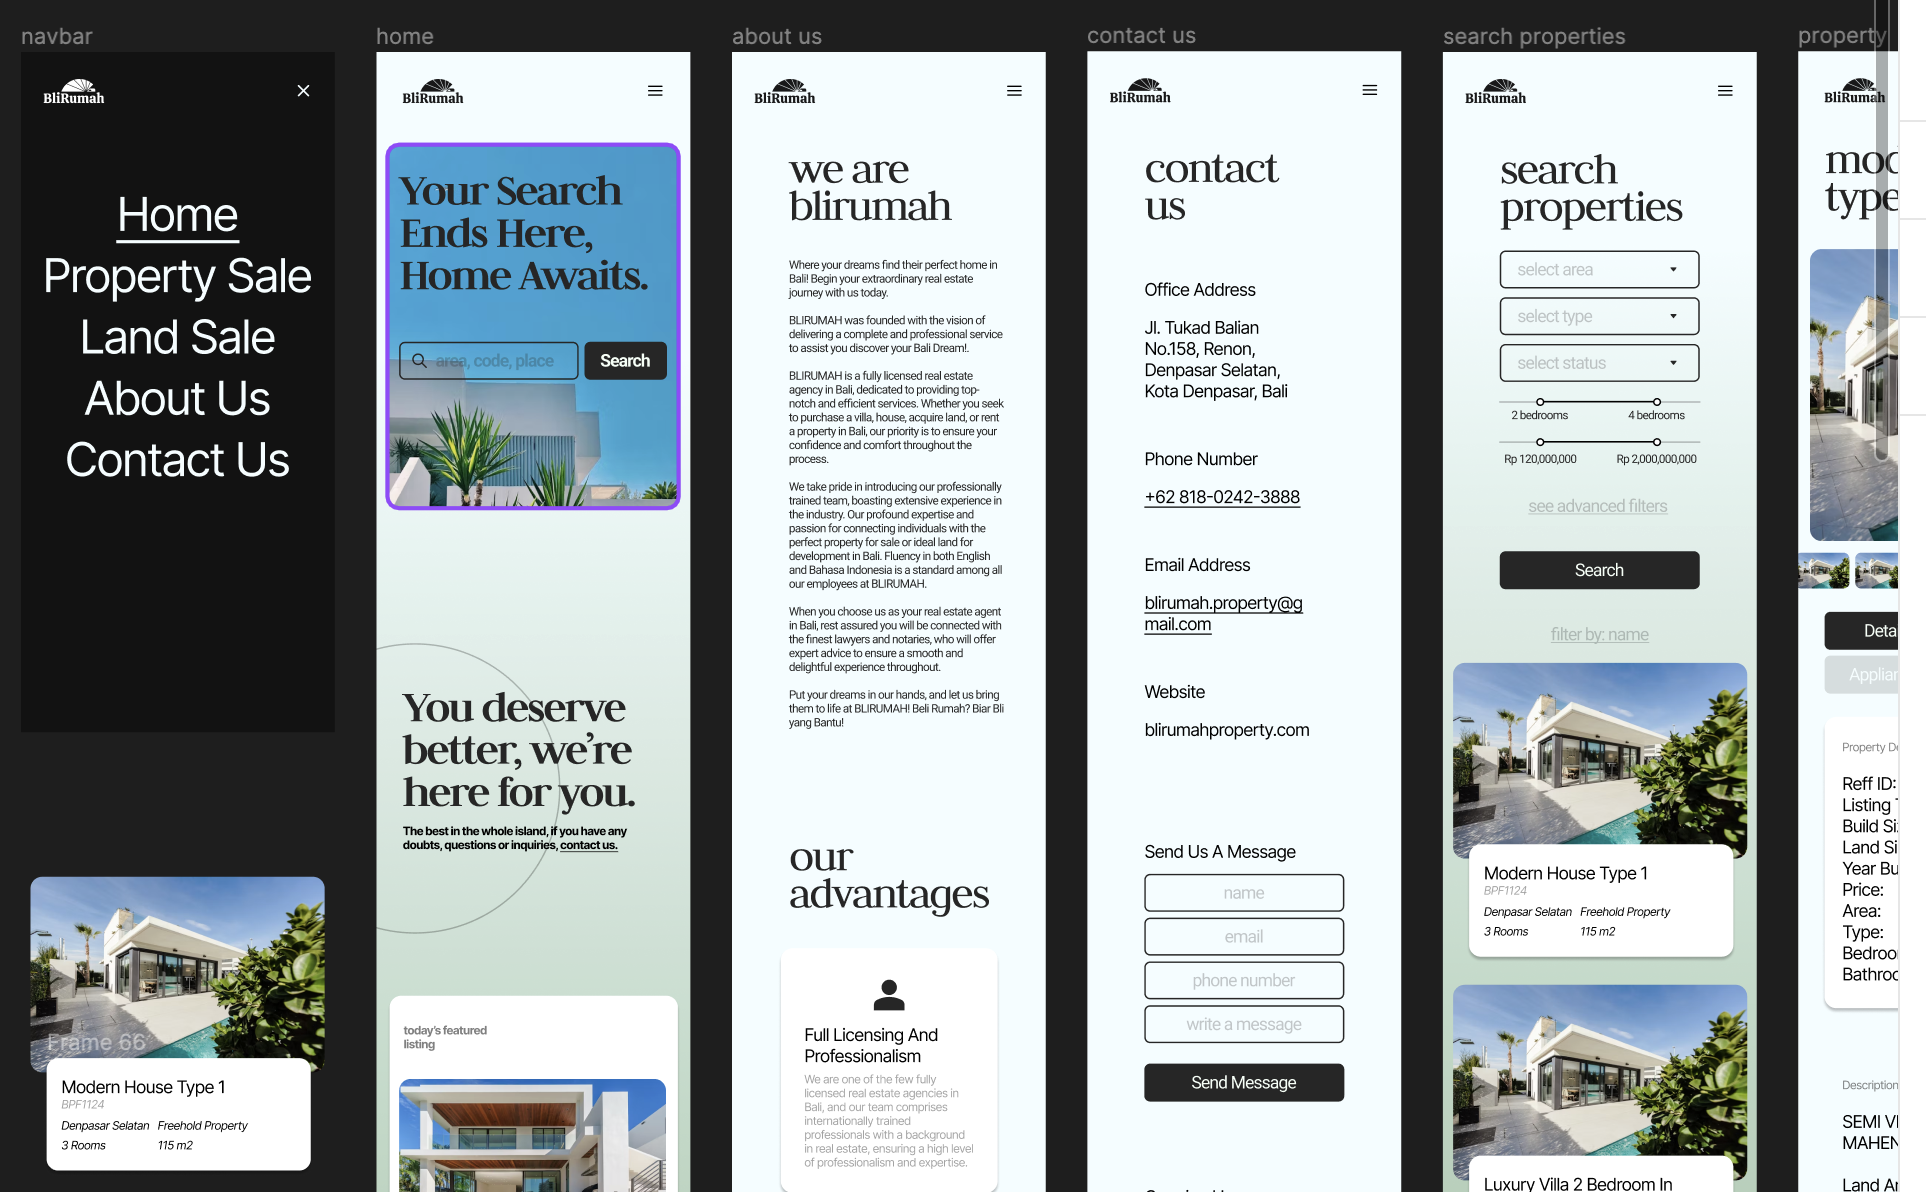 navbar
BliRumah
Home
Property Sale
Land Sale
About Us
Contact Us
Frame 66
Modern House Type 1
BPF1124
Denpasar Selatan Freehold Property
3 Rooms 115 m2
home
BliRumah
Your Search
Ends Here,
Home Awaits.
area, code, place
Search
You deserve
better, we're
here for you.
The best in the whole island, if you have any
doubts, questions or inquiries, contact us.
today's featured
listing
about us
BliRumah
we are
blirumah
Where your dreams find their perfect home in
Bali! Begin your extraordinary real estate
journey with us today.
BLIRUMAH was founded with the vision of
delivering a complete and professional service
to assist you discover your Bali Dream!.
BLIRUMAH is a fully licensed real estate
agency in Bali, dedicated to providing top-
notch and efficient services. Whether you seek
to purchase a villa, house, acquire land, or rent
a property in Bali, our priority is to ensure your
confidence and comfort throughout the
process.
We take pride in introducing our professionally
trained team, boasting extensive experience in
the industry. Our profound expertise and
passion for connecting individuals with the
perfect property for sale or ideal land for
development in Bali. Fluency in both English
and Bahasa Indonesia is a standard among all
our employees at BLIRUMAH.
When you choose us as your real estate agent
in Bali, rest assured you will be connected with
the finest lawyers and notaries, who will offer
expert advice to ensure a smooth and
delightful experience throughout.
Put your dreams in our hands, and let us bring
them to life at BLIRUMAH! Beli Rumah? Biar Bli
yang Bantu!
our
advantages
Full Licensing And
Professionalism
We are one of the few fully
licensed real estate agencies in
Bali, and our team comprises
internationally trained
professionals with a background
in real estate, ensuring a high level
of professionalism and expertise.
contact us
BliRumah
contact
us
Office Address
Jl. Tukad Balian
No.158, Renon,
Denpasar Selatan,
Kota Denpasar, Bali
Phone Number
+62 818-0242-3888
Email Address
blirumah.property@g
mail.com
Website
blirumahproperty.com
Send Us A Message
name
email
phone number
write a message
Send Message
search properties
BliRumah
search
properties
select area
select type
select status
2 bedrooms 4 bedrooms
Rp 120,000,000 Rp 2,000,000,000
see advanced filters
Search
filter by: name
Modern House Type 1
BPF1124
Denpasar Selatan Freehold Property
3 Rooms 115 m2
Luxury Villa 2 Bedroom In
property
BliRumah
mod
type
Deta
Applian
Property De
Reff ID:
Listing T
Build Si
Land Si
Year Bu
Price:
Area:
Type:
Bedroo
Bathroo
Description
SEMI VI
MAHEN
Land Ar